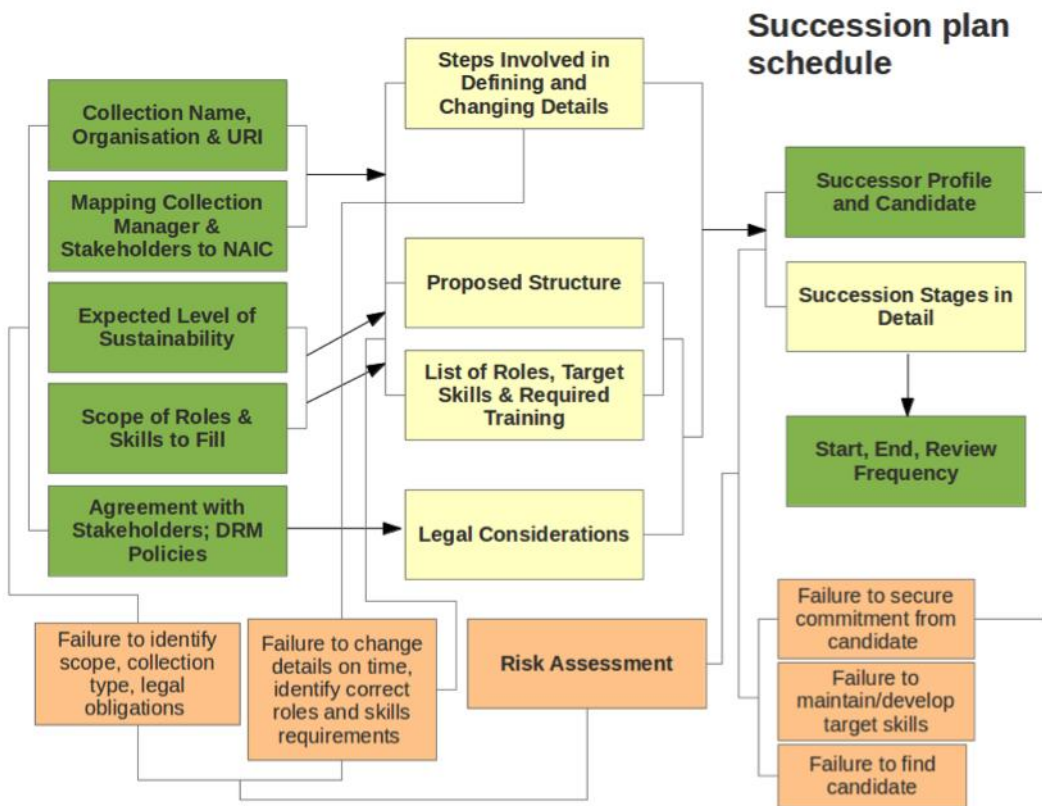 Succession plan
schedule
Collection Name,
Organisation & URI
Mapping Collection
Manager &
Stakeholders to NAIC
Expected Level of
Sustainability
Scope of Roles &
Skills to Fill
Agreement with
Stakeholders; DRM
Policies
Steps Involved in
Defining and
Changing Details
Proposed Structure
List of Roles, Target
Skills & Required
Training
Legal Considerations
Successor Profile
and Candidate
Succession Stages in
Detail
Start, End, Review
Frequency
Failure to identify
scope, collection
type, legal
obligations
Failure to change
details on time,
identify correct
roles and skills
requirements
Risk Assessment
Failure to secure
commitment from
candidate
Failure to
maintain/develop
target skills
Failure to find
candidate